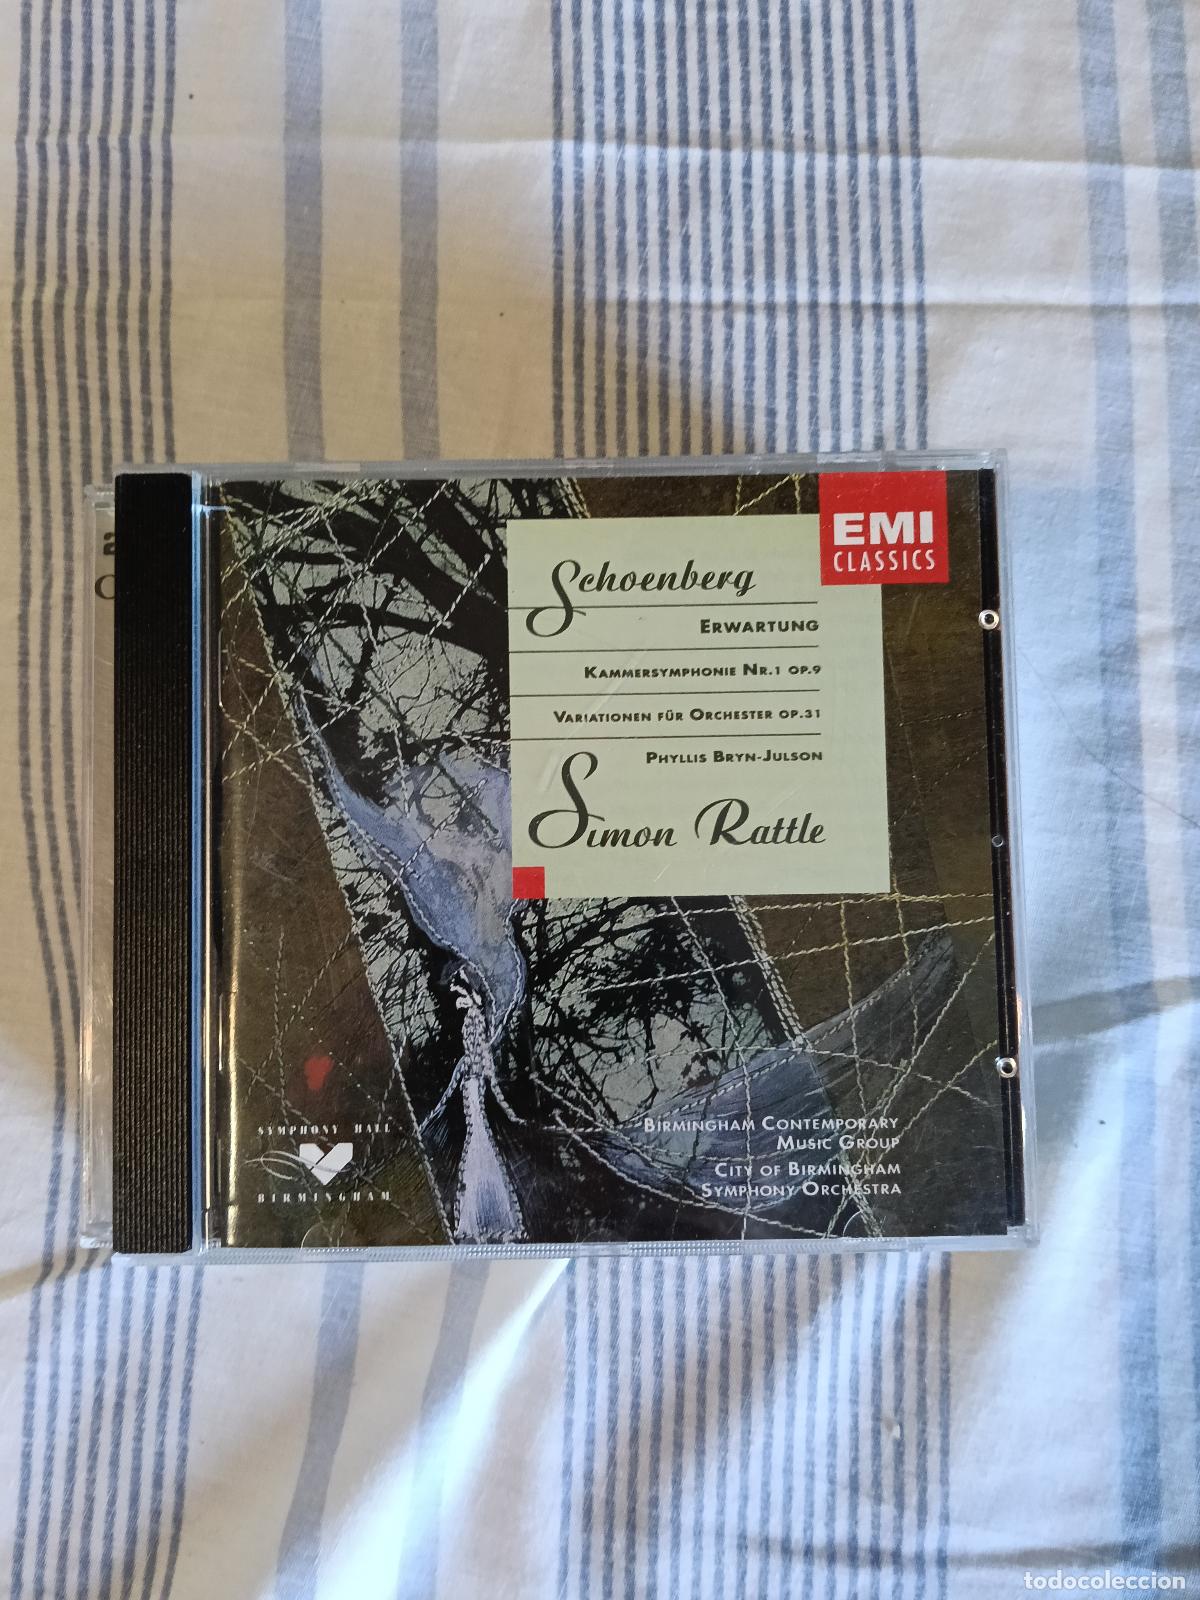 EMI
CLASSICS
Schoenberg
ERWARTUNG
KAMMERSYMPHONIE NR.1 OP.9
VARIATIONEN FÜR ORCHESTER OP.31
PHYLLIS BRYN-JULSON
Simon Rattle
SYMPHONY HALL
BIRMINGHAM
BIRMINGHAM CONTEMPORARY
MUSIC GROUP
CITY OF BIRMINGHAM
SYMPHONY ORCHESTRA
todocoleccion